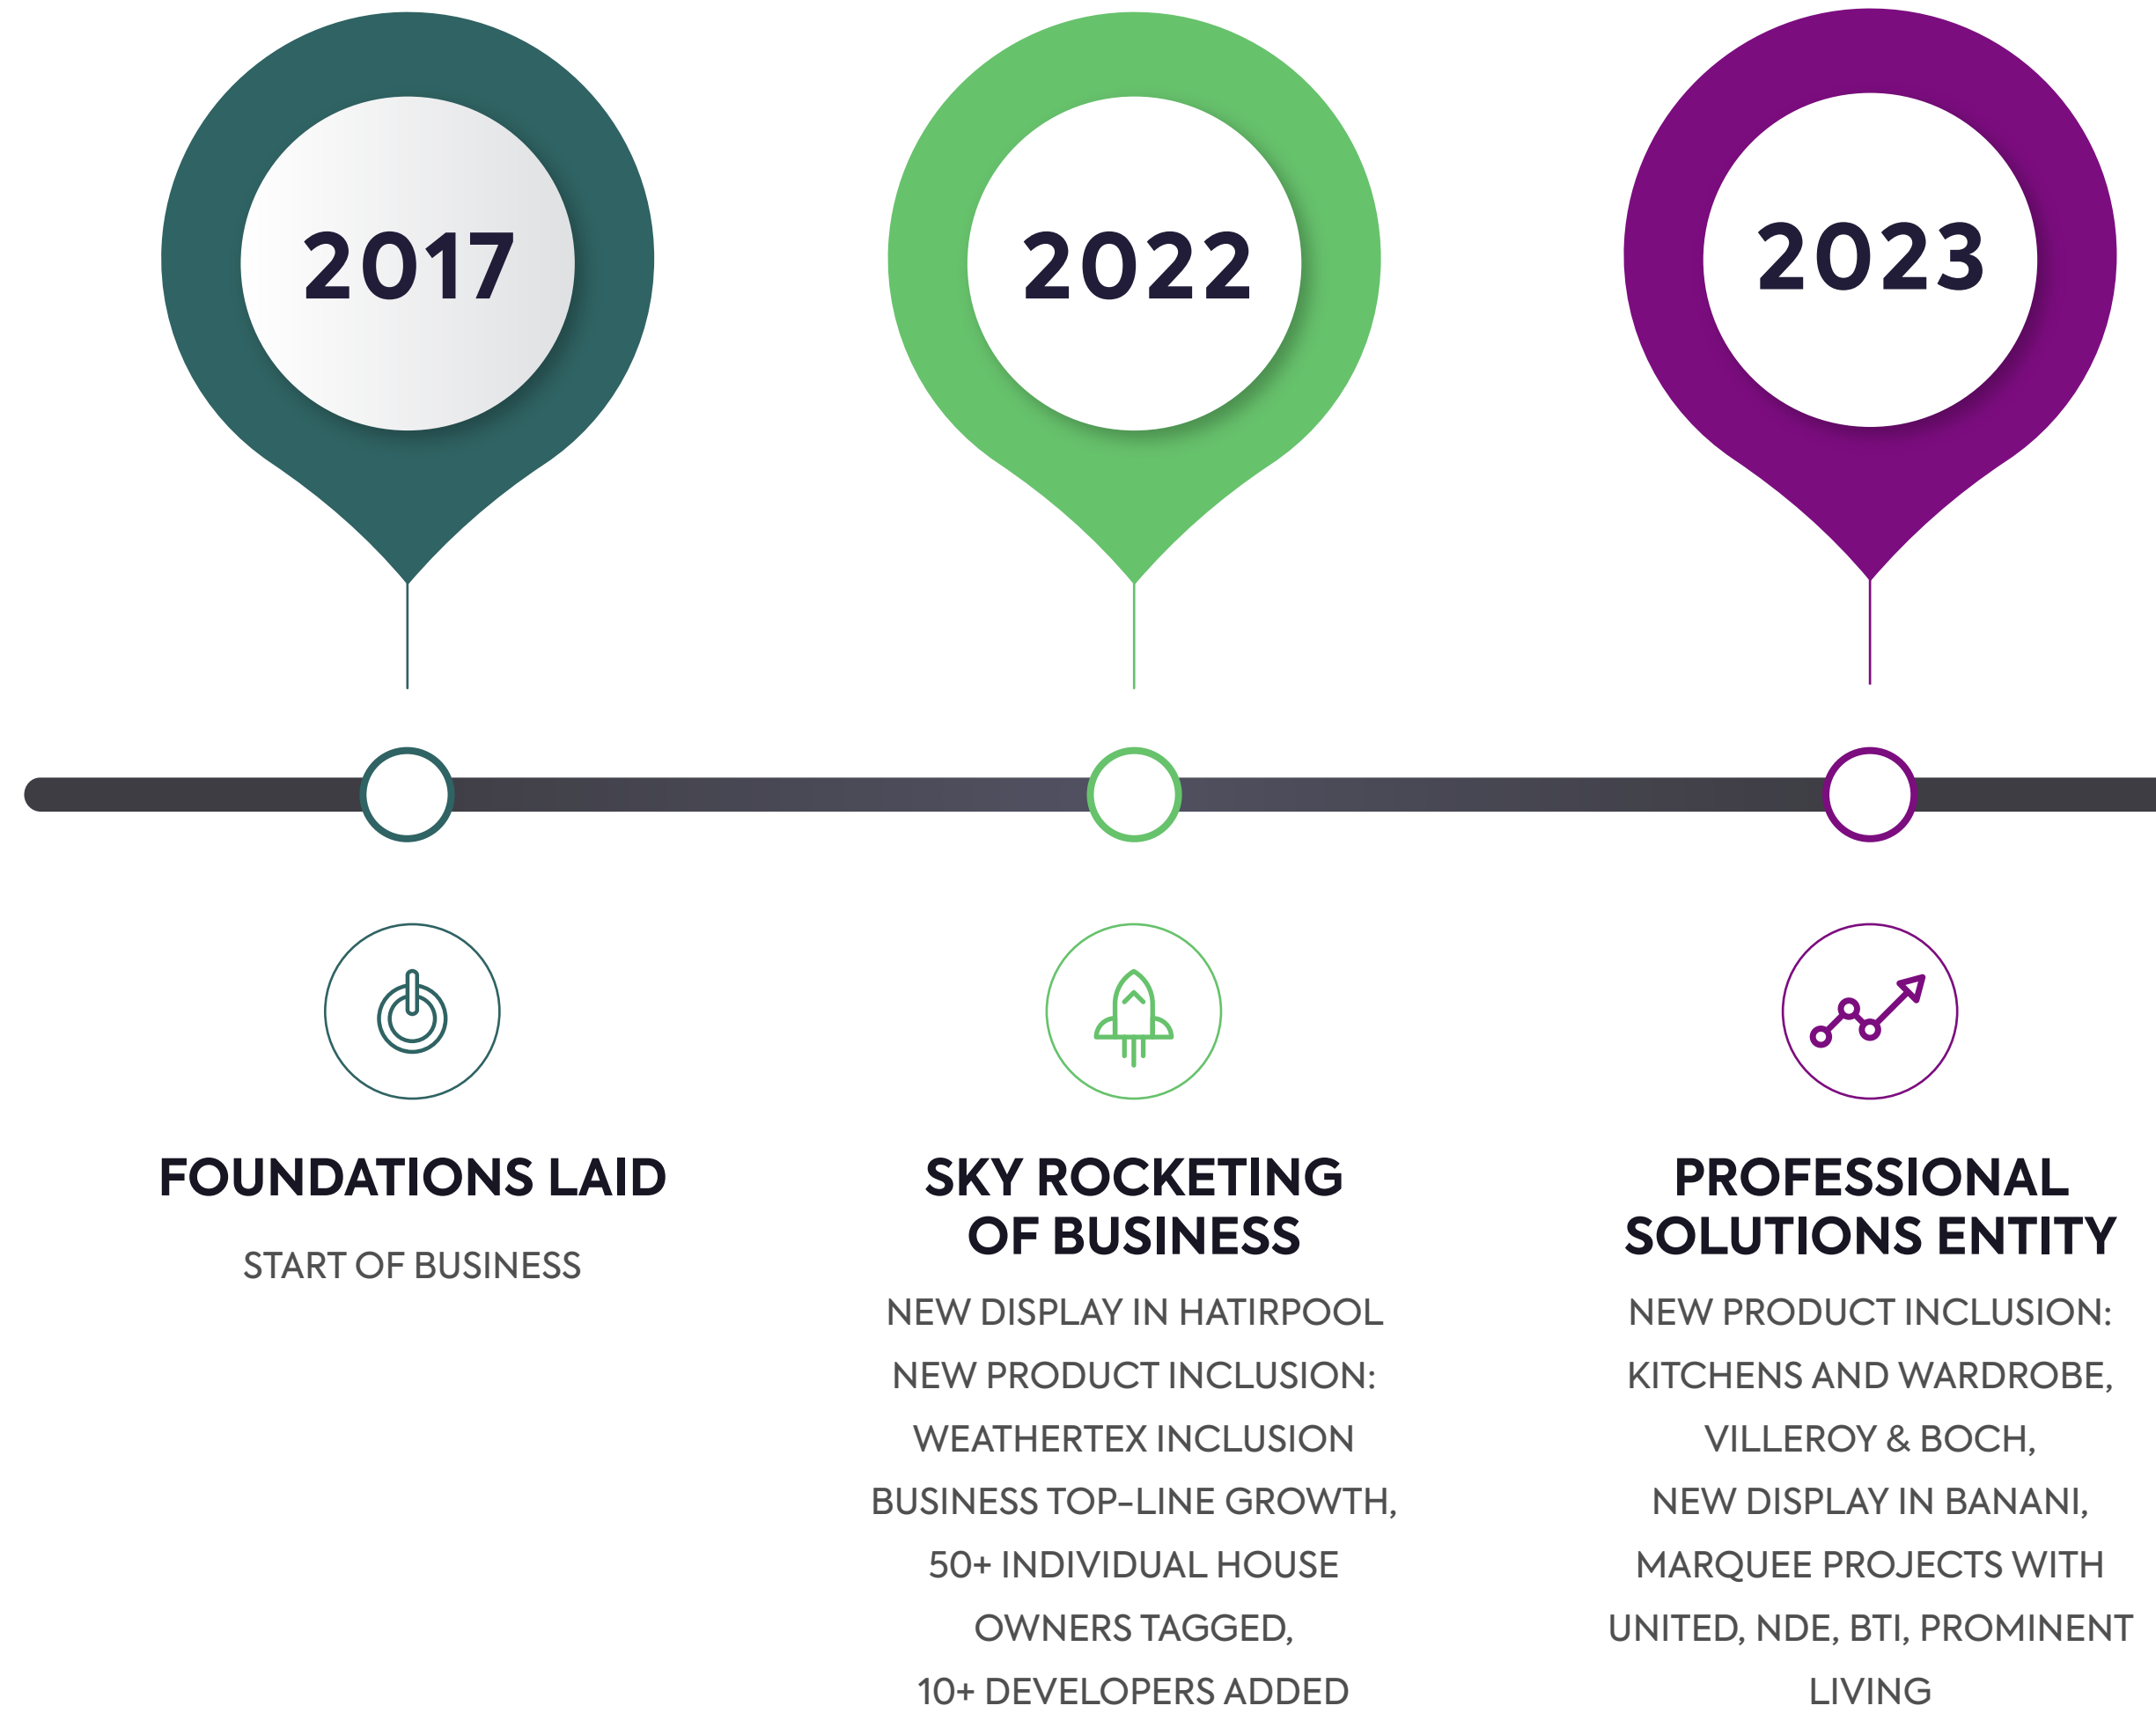 2017
2022
2023
FOUNDATIONS LAID
START OF BUSINESS
SKY ROCKETING
OF BUSINESS
NEW DISPLAY IN HATIRPOOL
NEW PRODUCT INCLUSION:
WEATHERTEX INCLUSION
BUSINESS TOP-LINE GROWTH,
50+ INDIVIDUAL HOUSE
OWNERS TAGGED,
10+ DEVELOPERS ADDED
PROFESSIONAL
SOLUTIONS ENTITY
NEW PRODUCT INCLUSION:
KITCHENS AND WARDROBE,
VILLEROY & BOCH,
NEW DISPLAY IN BANANI,
MARQUEE PROJECTS WITH
UNITED, NDE, BTI, PROMINENT
LIVING